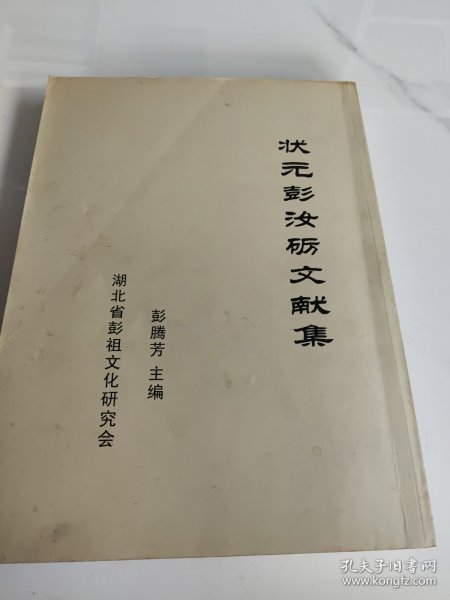 状元彭汝砺文献集
彭腾芳 主编
湖北省彭祖文化研究会
孔夫子旧书网
www.kongfz.com